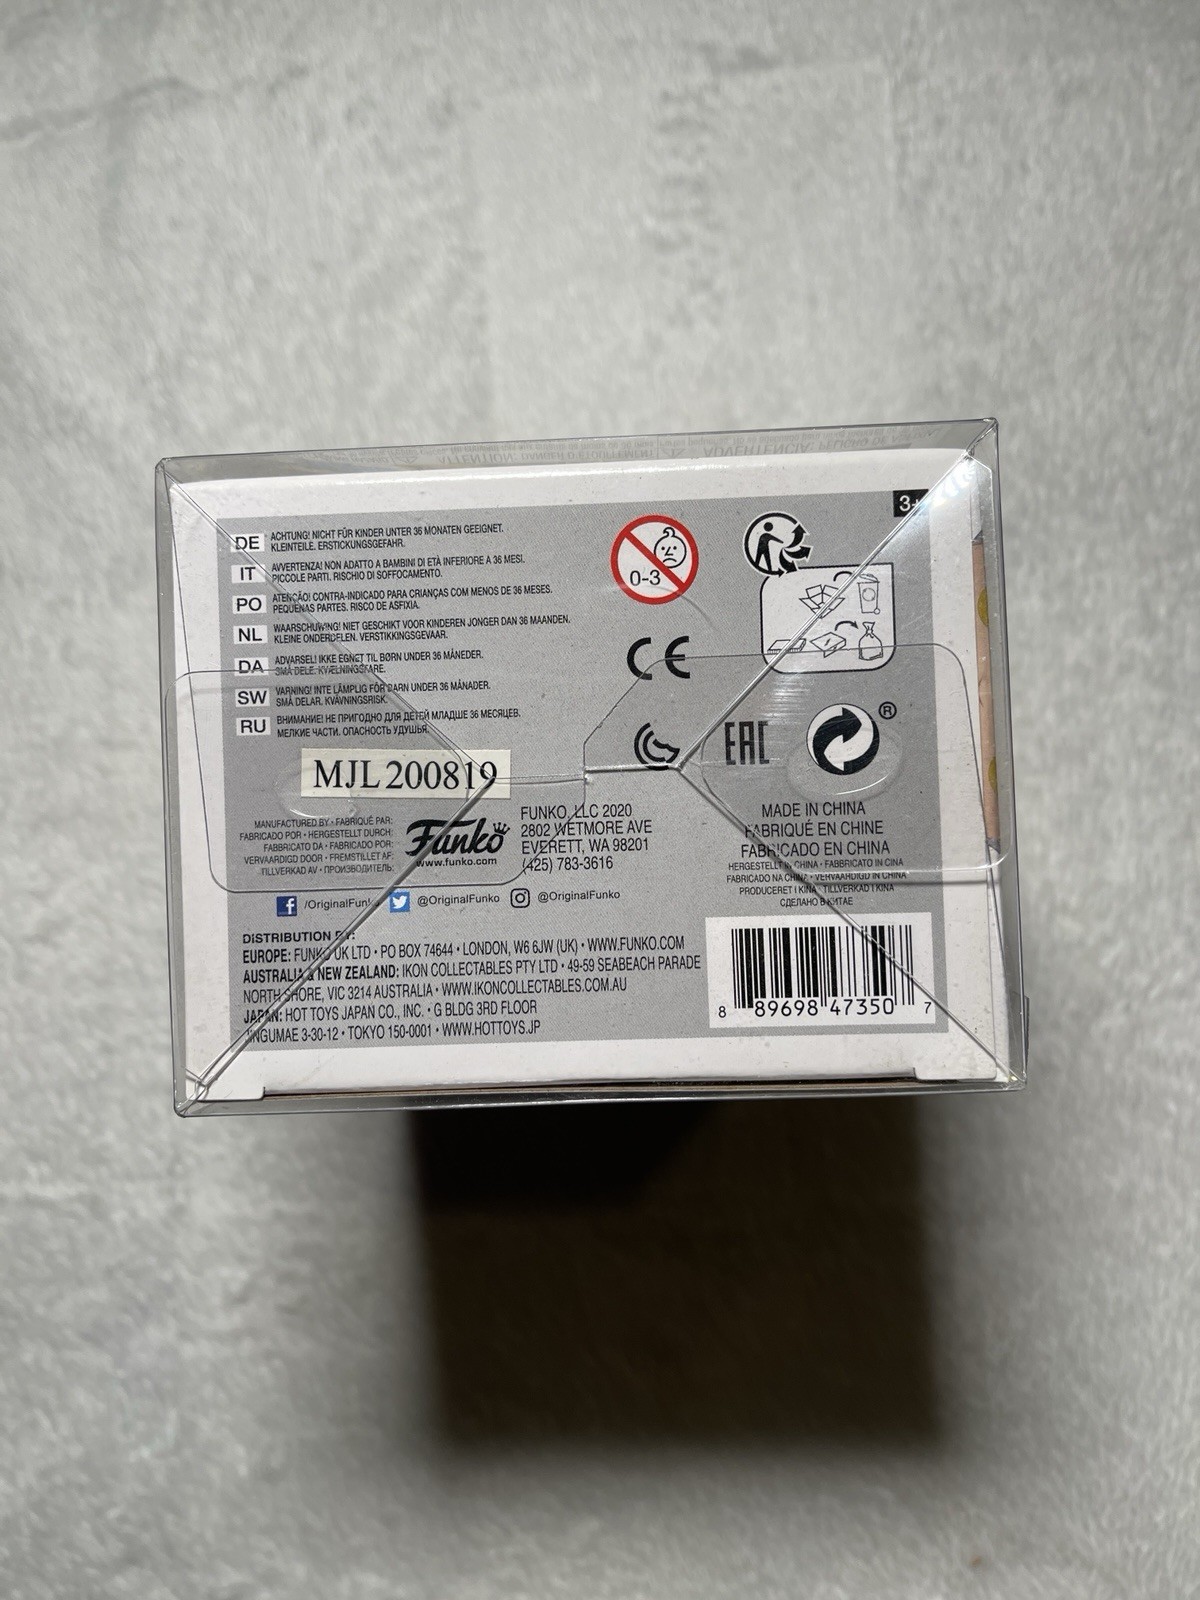 3+
DE ACHTUNG! NICHT FÜR KINDER UNTER 36 MONATEN GEEIGNET.
KLEINTEILE. ERSTICKUNGSGEFAHR.
IT AVVERTENZA! NON ADATTO A BAMBINI DI ETÀ INFERIORE A 36 MESI.
PICCOLE PARTI. RISCHIO DI SOFFOCAMENTO.
PO ATENÇÃO! CONTRA-INDICADO PARA CRIANÇAS COM MENOS DE 36 MESES.
PEQUENAS PARTES. RISCO DE ASFIXIA.
NL WAARSCHUWING! NIET GESCHIKT VOOR KINDEREN JONGER DAN 36 MAANDEN.
KLEINE ONDERDELEN. VERSTIKKINGSGEVAAR.
DA ADVARSEL! IKKE EGNET TIL BØRN UNDER 36 MÅNEDER.
SMÅ DELE. KVÆLNINGSFARE.
SW VARNING! INTE LÄMPLIG FÖR BARN UNDER 36 MÅNADER.
SMÅ DELAR. KVÄVNINGSRISK.
RU ВНИМАНИЕ! НЕ ПРИГОДНО ДЛЯ ДЕТЕЙ МЛАДШЕ 36 МЕСЯЦЕВ.
МЕЛКИЕ ЧАСТИ. ОПАСНОСТЬ УДУШЬЯ.
0-3
CE
EAC
®
MJL 200819
MANUFACTURED BY • FABRIQUÉ PAR:
FABRICADO POR • HERGESTELLT DURCH:
FABBRICATO DA • FABRICADO POR:
VERVAARDIGD DOOR • FREMSTILLET AF:
TILLVERKAD AV • ПРОИЗВОДИТЕЛЬ:
Funko
www.funko.com
FUNKO, LLC 2020
2802 WETMORE AVE
EVERETT, WA 98201
(425) 783-3616
MADE IN CHINA
FABRIQUÉ EN CHINE
FABRICADO EN CHINA
HERGESTELLT IN CHINA • FABBRICATO IN CINA
FABRICADO NA CHINA • VERVAARDIGD IN CHINA
PRODUCERET I KINA • TILLVERKAD I KINA
СДЕЛАНО В КИТАЕ
/OriginalFunko @OriginalFunko @OriginalFunko
DISTRIBUTION BY:
EUROPE: FUNKO UK LTD • PO BOX 74644 • LONDON, W6 6JW (UK) • WWW.FUNKO.COM
AUSTRALIA & NEW ZEALAND: IKON COLLECTABLES PTY LTD • 49-59 SEABEACH PARADE
NORTH SHORE, VIC 3214 AUSTRALIA • WWW.IKONCOLLECTABLES.COM.AU
JAPAN: HOT TOYS JAPAN CO., INC. • G BLDG 3RD FLOOR
JINGUMAE 3-30-12 • TOKYO 150-0001 • WWW.HOTTOYS.JP
8 89698 47350 7